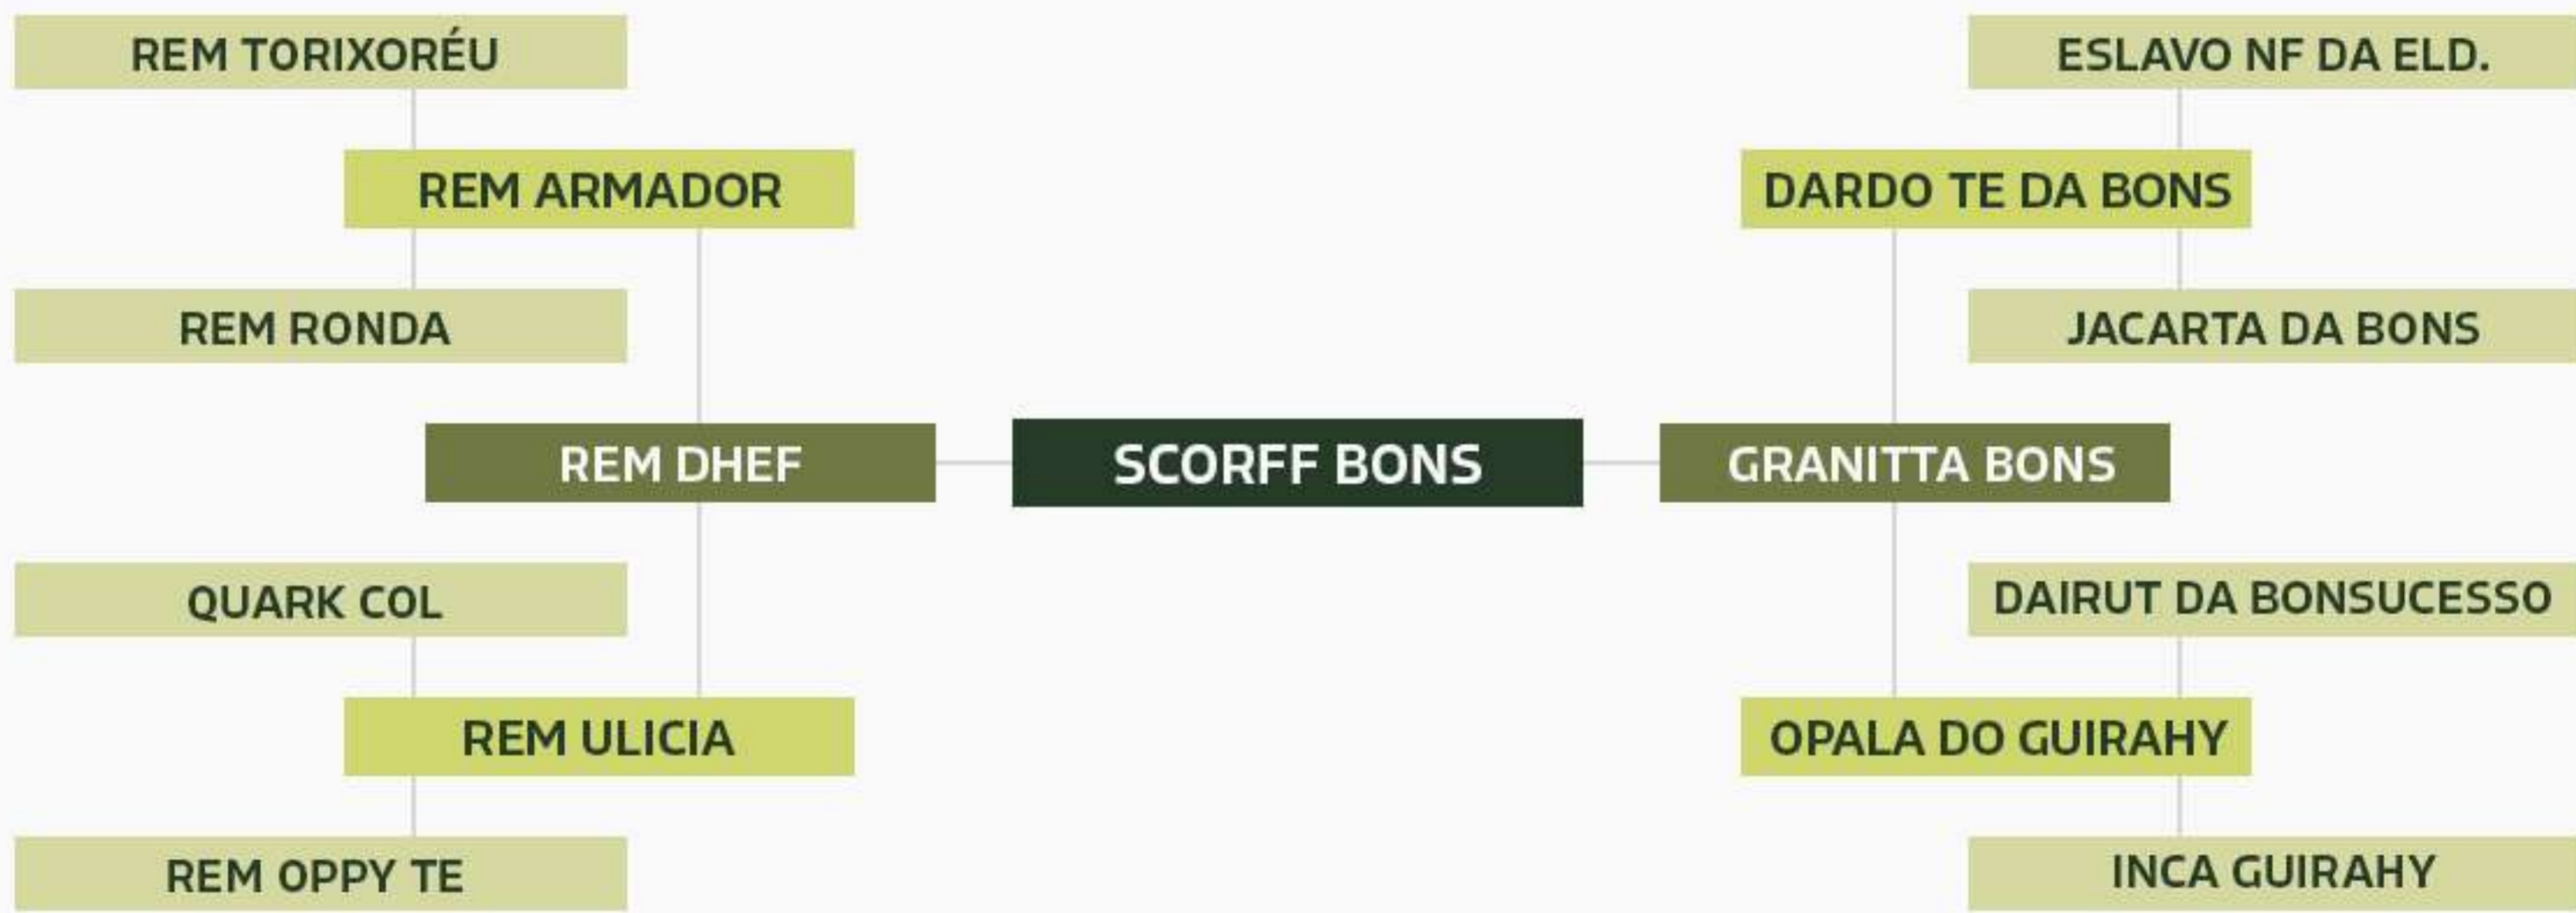 REM TORIXORÉU
ESLAVO NF DA ELD.
REM ARMADOR
DARDO TE DA BONS
REM RONDA
JACARTA DA BONS
REM DHEF
SCORFF BONS
GRANITTA BONS
QUARK COL
DAIRUT DA BONSUCESSO
REM ULICIA
OPALA DO GUIRAHY
REM OPPY TE
INCA GUIRAHY